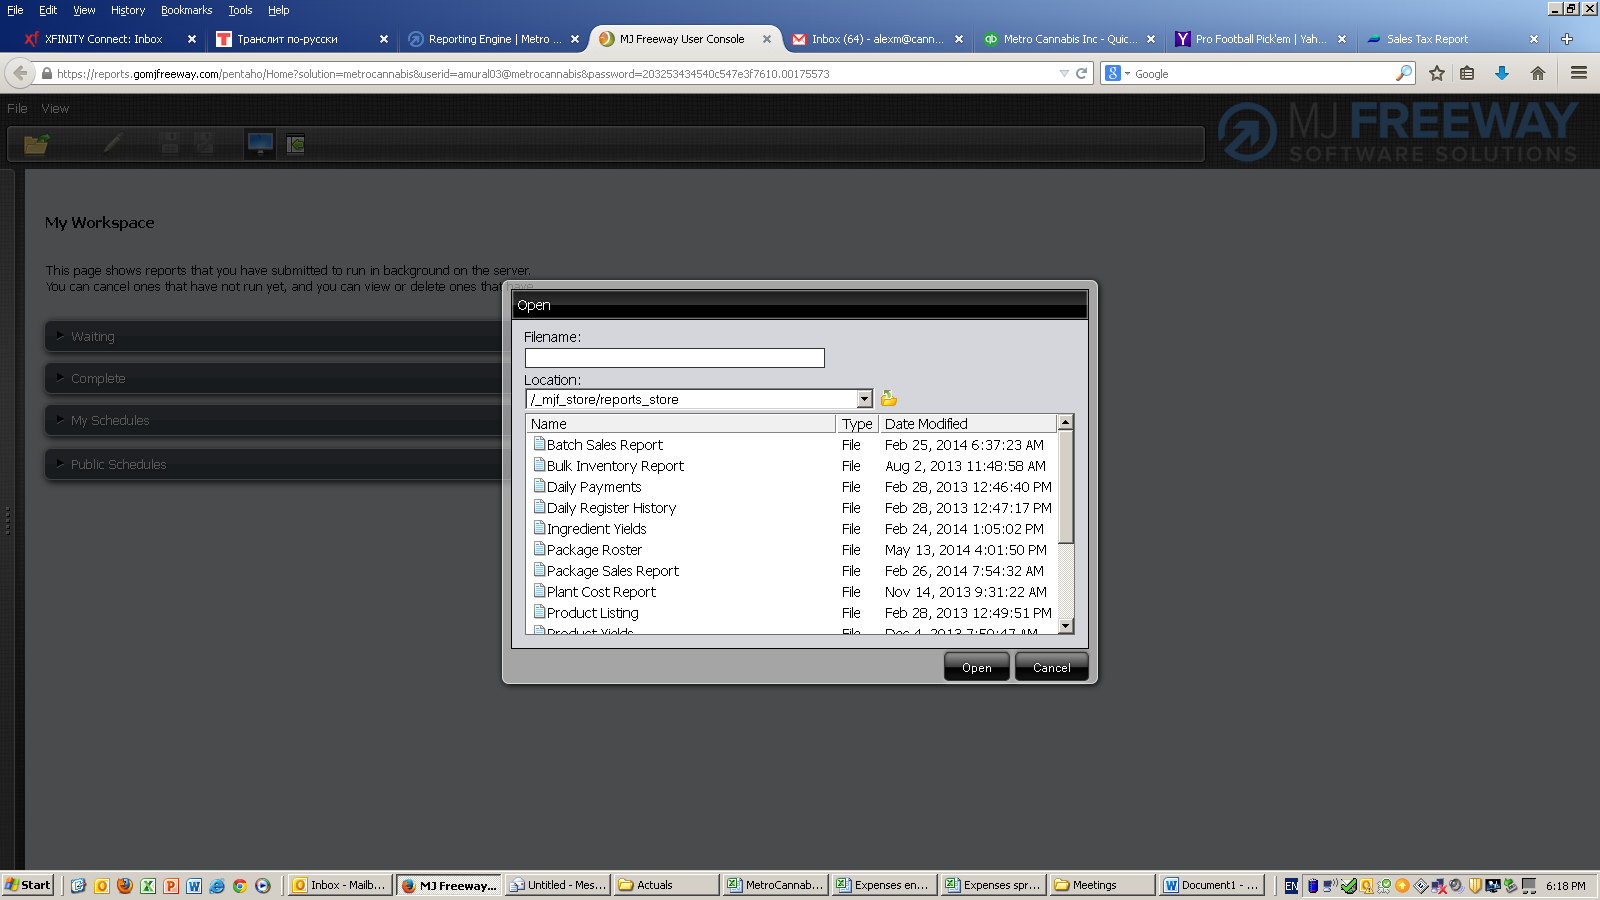 File Edit View History Bookmarks Tools Help
XFINITY Connect: Inbox
Транслит по-русски
Reporting Engine | Metro ...
MJ Freeway User Console
Inbox (64) - alexm@cann...
Metro Cannabis Inc - Quic...
Pro Football Pick'em | Yah...
Sales Tax Report
https://reports.gomjfreeway.com/pentaho/Home?solution=metrocannabis&userid=amural03@metrocannabis&password=203253434540c547e3f7610.00175573
Google
File View
MJ FREEWAY
SOFTWARE SOLUTIONS
My Workspace
This page shows reports that you have submitted to run in background on the server.
You can cancel ones that have not run yet, and you can view or delete ones that have
Waiting
Complete
My Schedules
Public Schedules
Open
Filename:
Location:
/_mjf_store/reports_store
Name Type Date Modified
Batch Sales Report File Feb 25, 2014 6:37:23 AM
Bulk Inventory Report File Aug 2, 2013 11:48:58 AM
Daily Payments File Feb 28, 2013 12:46:40 PM
Daily Register History File Feb 28, 2013 12:47:17 PM
Ingredient Yields File Feb 24, 2014 1:05:02 PM
Package Roster File May 13, 2014 4:01:50 PM
Package Sales Report File Feb 26, 2014 7:54:32 AM
Plant Cost Report File Nov 14, 2013 9:31:22 AM
Product Listing File Feb 28, 2013 12:49:51 PM
Product Yields File Dec 4, 2013 7:59:47 AM
Open Cancel
Start
Inbox - Mailb...
MJ Freeway...
Untitled - Mes...
Actuals
MetroCannab...
Expenses en...
Expenses spr...
Meetings
Document1 - ...
EN
6:18 PM